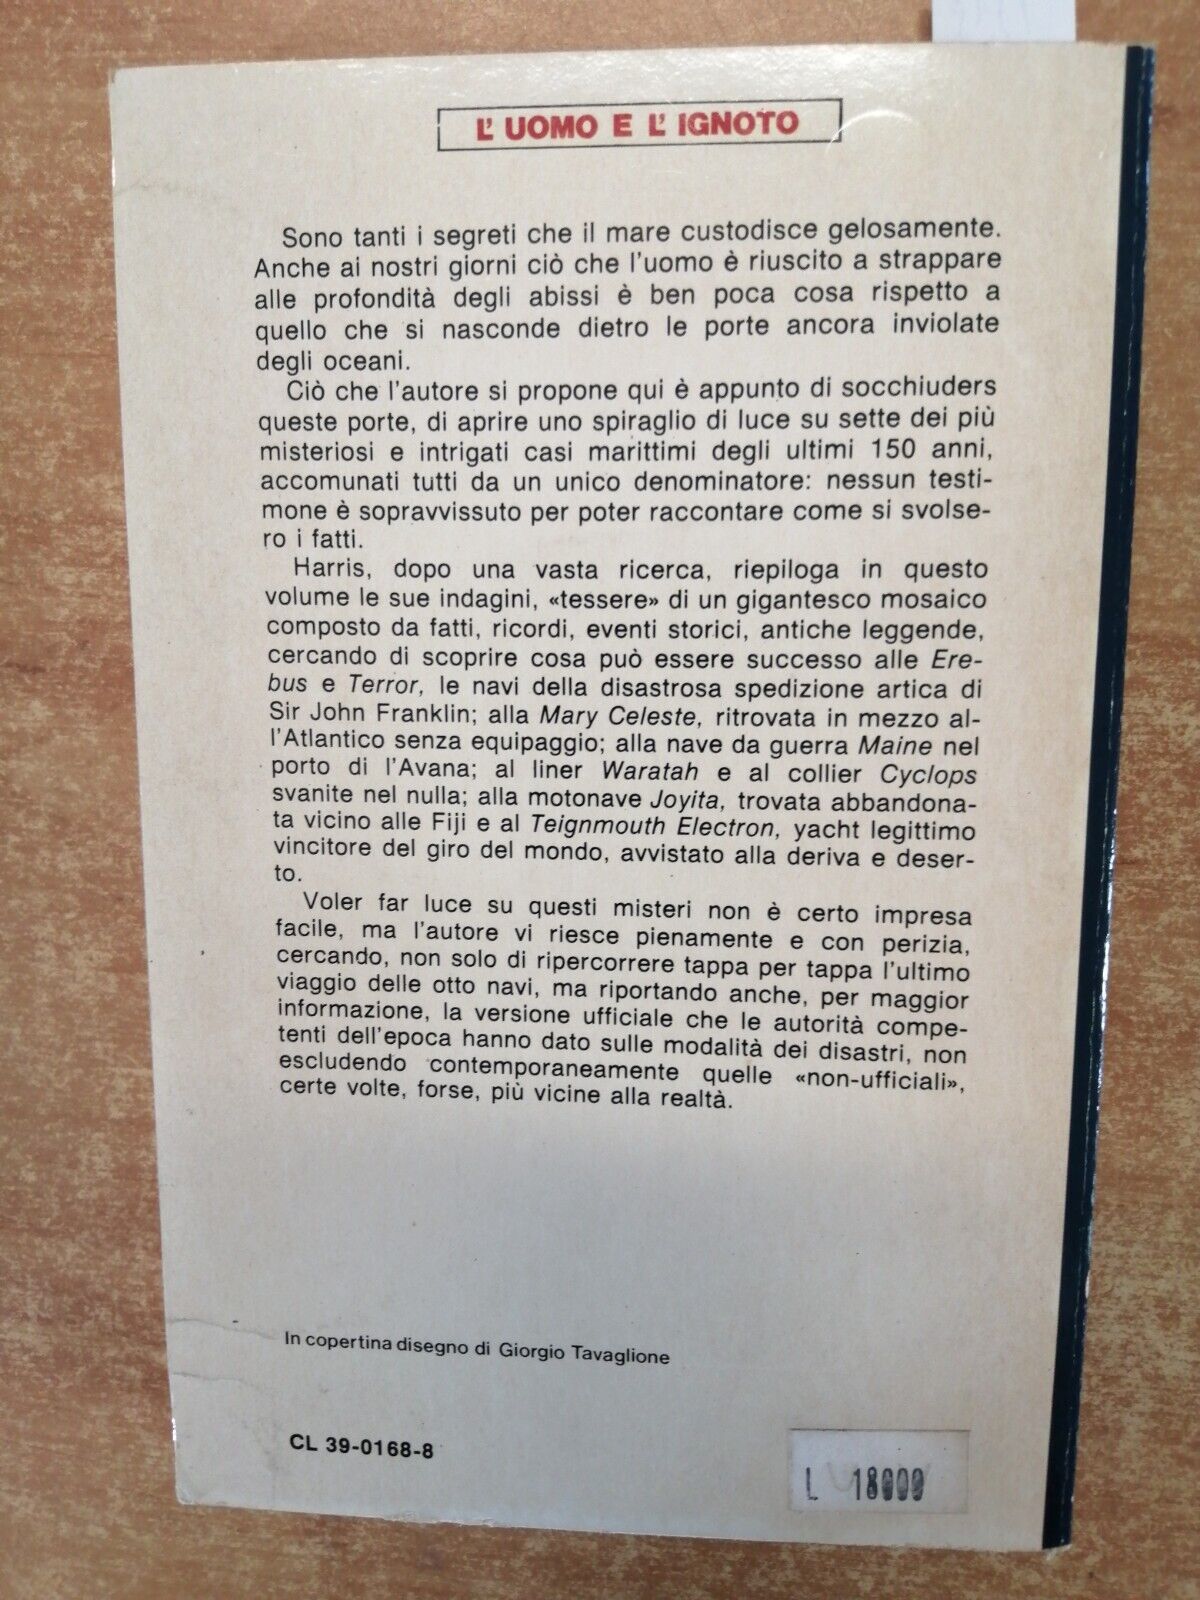 L' UOMO E L' IGNOTO
Sono tanti i segreti che il mare custodisce gelosamente.
Anche ai nostri giorni ciò che l'uomo è riuscito a strappare
alle profondità degli abissi è ben poca cosa rispetto a
quello che si nasconde dietro le porte ancora inviolate
degli oceani.
Ciò che l'autore si propone qui è appunto di socchiuders
queste porte, di aprire uno spiraglio di luce su sette dei più
misteriosi e intrigati casi marittimi degli ultimi 150 anni,
accomunati tutti da un unico denominatore: nessun testi-
mone è sopravvissuto per poter raccontare come si svolse-
ro i fatti.
Harris, dopo una vasta ricerca, riepiloga in questo
volume le sue indagini, «tessere» di un gigantesco mosaico
composto da fatti, ricordi, eventi storici, antiche leggende,
cercando di scoprire cosa può essere successo alle Ere-
bus e Terror, le navi della disastrosa spedizione artica di
Sir John Franklin; alla Mary Celeste, ritrovata in mezzo al-
l'Atlantico senza equipaggio; alla nave da guerra Maine nel
porto di l'Avana; al liner Waratah e al collier Cyclops
svanite nel nulla; alla motonave Joyita, trovata abbandona-
ta vicino alle Fiji e al Teignmouth Electron, yacht legittimo
vincitore del giro del mondo, avvistato alla deriva e deser-
to.
Voler far luce su questi misteri non è certo impresa
facile, ma l'autore vi riesce pienamente e con perizia,
cercando, non solo di ripercorrere tappa per tappa l'ultimo
viaggio delle otto navi, ma riportando anche, per maggior
informazione, la versione ufficiale che le autorità compe-
tenti dell'epoca hanno dato sulle modalità dei disastri, non
escludendo contemporaneamente quelle «non-ufficiali»,
certe volte, forse, più vicine alla realtà.
In copertina disegno di Giorgio Tavaglione
CL 39-0168-8
L 18000